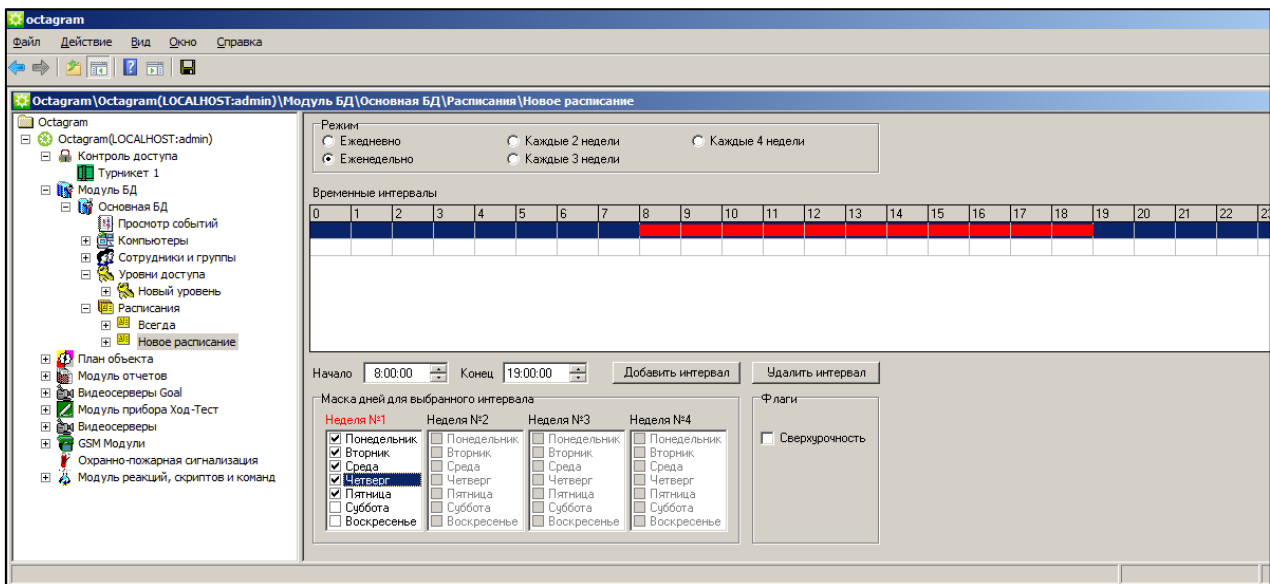 octagram
Файл Действие Вид Окно Справка
Octagram\Octagram(LOCALHOST:admin)\Модуль БД\Основная БД\Расписания\Новое расписание
Octagram
Octagram(LOCALHOST:admin)
Контроль доступа
Турникет 1
Модуль БД
Основная БД
Просмотр событий
Компьютеры
Сотрудники и группы
Уровни доступа
Новый уровень
Расписания
Всегда
Новое расписание
План объекта
Модуль отчетов
Видеосерверы Goal
Модуль прибора Ход-Тест
Видеосерверы
GSM Модули
Охранно-пожарная сигнализация
Модуль реакций, скриптов и команд
Режим
Ежедневно Каждые 2 недели Каждые 4 недели
Еженедельно Каждые 3 недели
Временные интервалы
0 1 2 3 4 5 6 7 8 9 10 11 12 13 14 15 16 17 18 19 20 21 22 23
Начало 8:00:00 Конец 19:00:00 Добавить интервал Удалить интервал
Маска дней для выбранного интервала Флаги
Неделя №1 Неделя №2 Неделя №3 Неделя №4
Понедельник Понедельник Понедельник Понедельник
Вторник Вторник Вторник Вторник Сверхурочность
Среда Среда Среда Среда
Четверг Четверг Четверг Четверг
Пятница Пятница Пятница Пятница
Суббота Суббота Суббота Суббота
Воскресенье Воскресенье Воскресенье Воскресенье